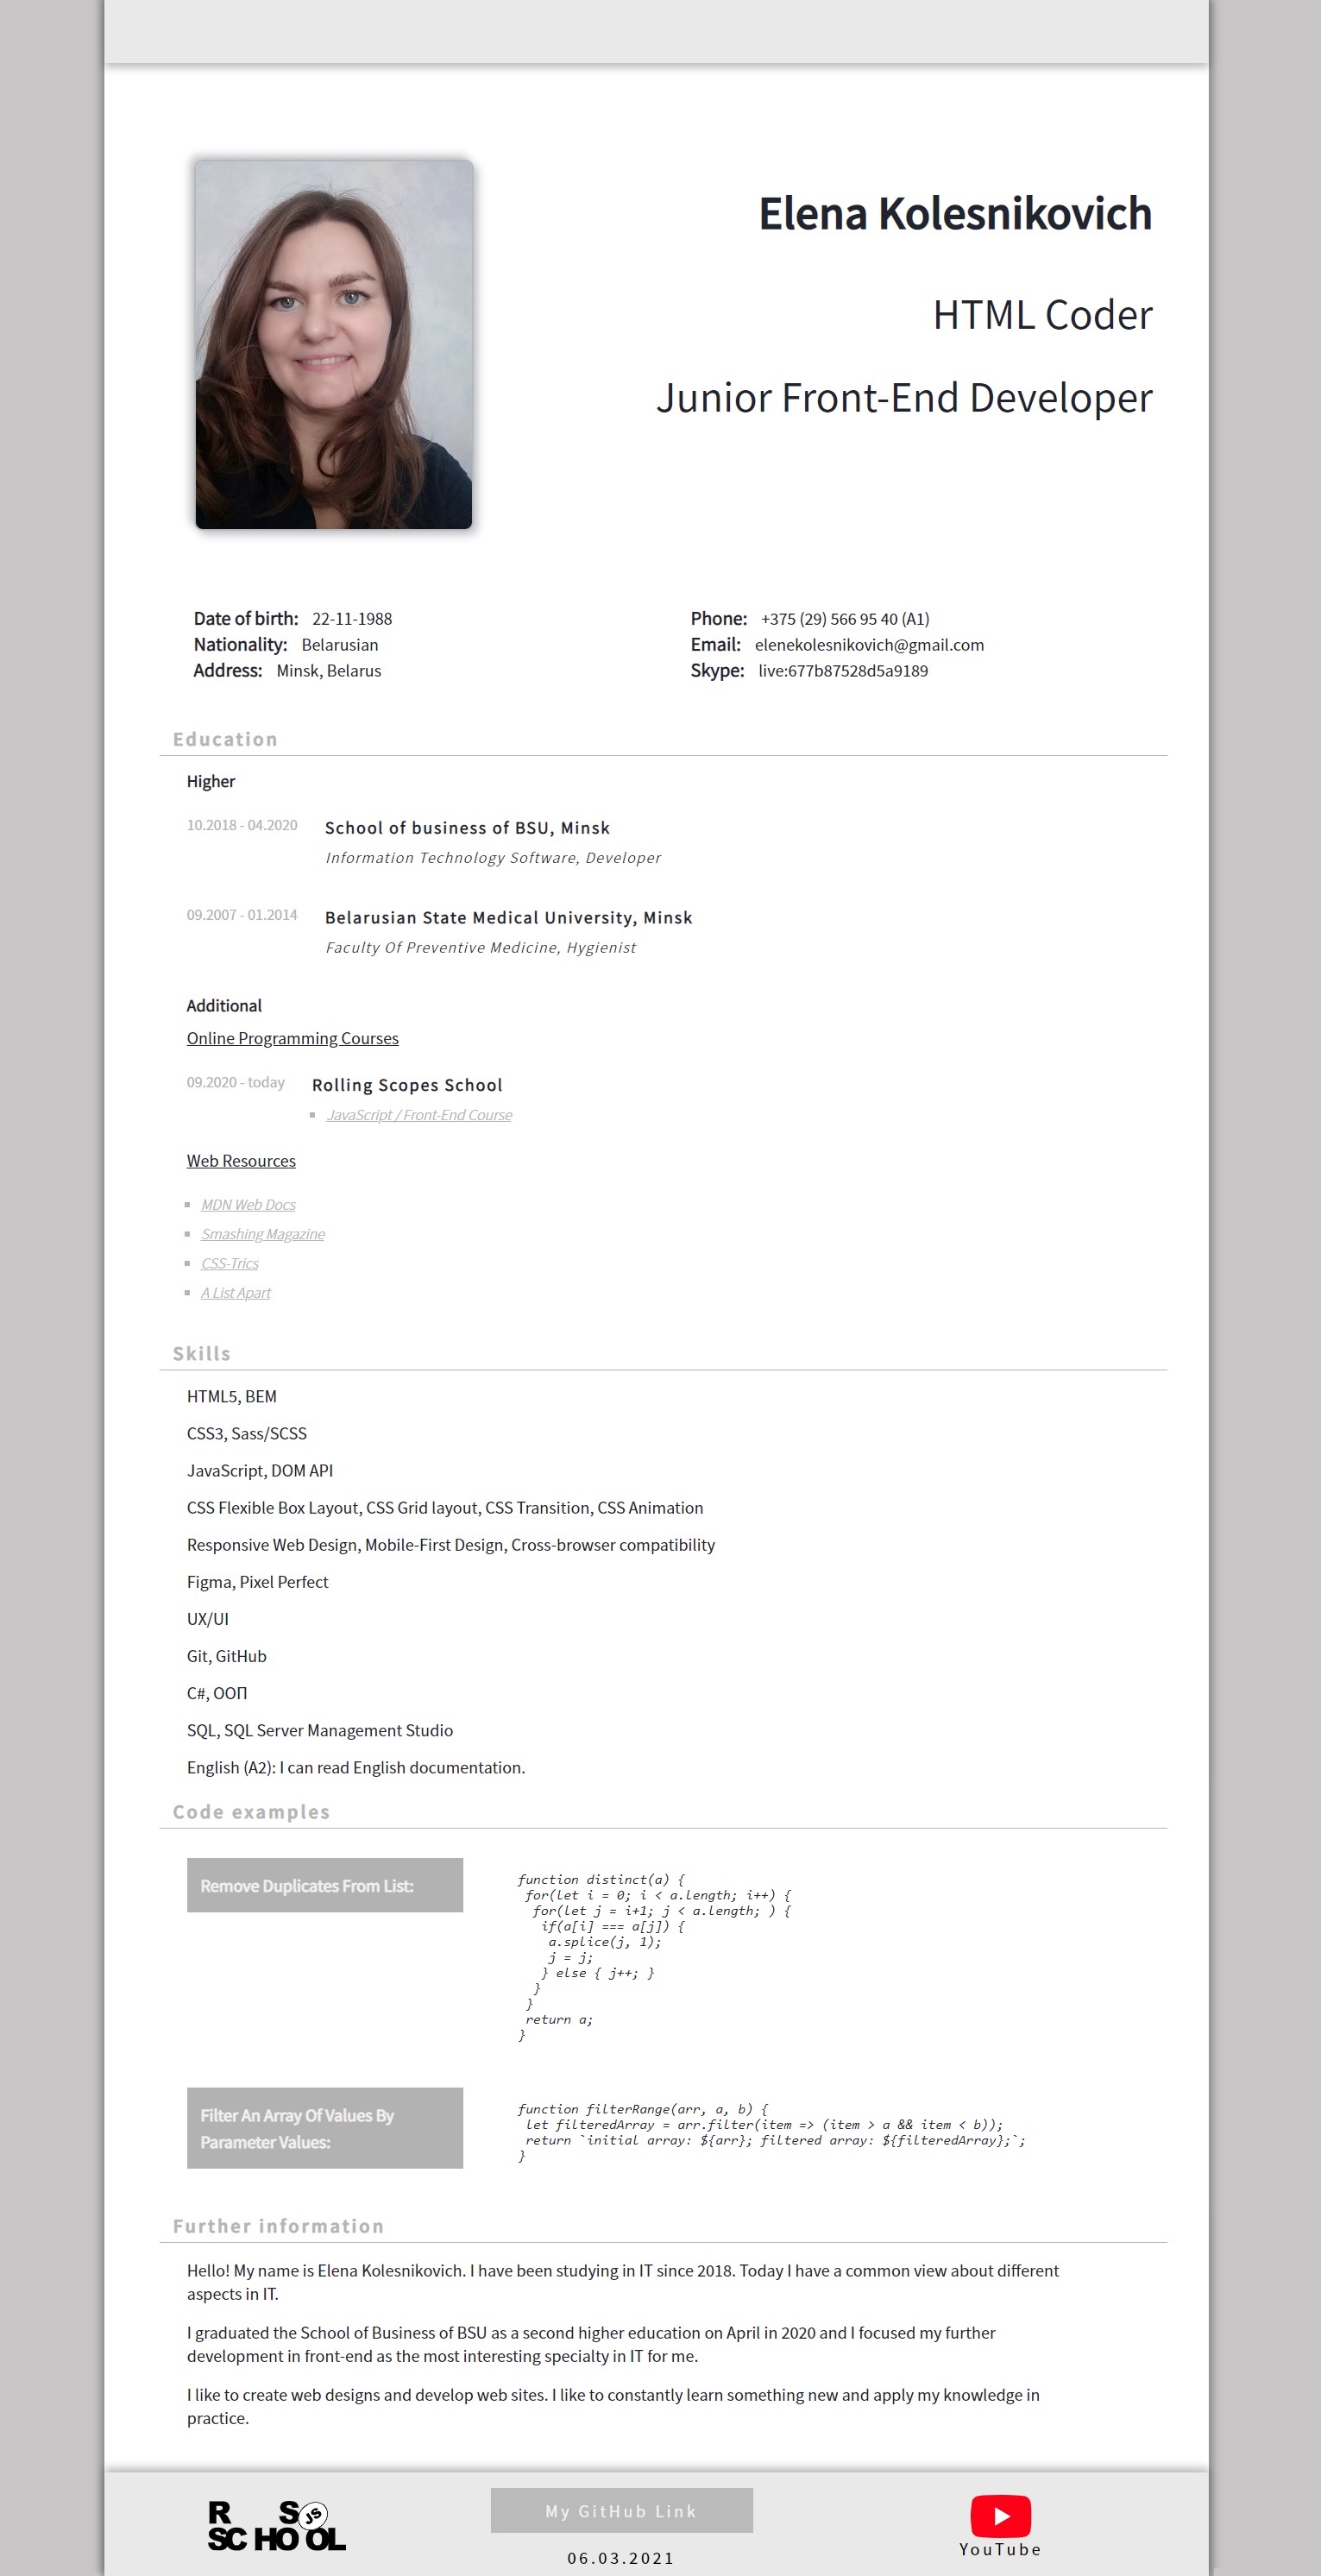 Elena Kolesnikovich
HTML Coder
Junior Front-End Developer
Date of birth: 22-11-1988
Nationality: Belarusian
Address: Minsk, Belarus
Phone: +375 (29) 566 95 40 (A1)
Email: elenekolesnikovich@gmail.com
Skype: live:677b87528d5a9189
Education
Higher
10.2018 - 04.2020 School of business of BSU, Minsk
Information Technology Software, Developer
09.2007 - 01.2014 Belarusian State Medical University, Minsk
Faculty Of Preventive Medicine, Hygienist
Additional
Online Programming Courses
09.2020 - today Rolling Scopes School
JavaScript / Front-End Course
Web Resources
MDN Web Docs
Smashing Magazine
CSS-Trics
A List Apart
Skills
HTML5, BEM
CSS3, Sass/SCSS
JavaScript, DOM API
CSS Flexible Box Layout, CSS Grid layout, CSS Transition, CSS Animation
Responsive Web Design, Mobile-First Design, Cross-browser compatibility
Figma, Pixel Perfect
UX/UI
Git, GitHub
C#, ООП
SQL, SQL Server Management Studio
English (A2): I can read English documentation.
Code examples
Remove Duplicates From List:
function distinct(a) {
for(let i = 0; i < a.length; i++) {
for(let j = i+1; j < a.length; ) {
if(a[i] === a[j]) {
a.splice(j, 1);
j = j;
} else { j++; }
}
}
return a;
}
Filter An Array Of Values By
Parameter Values:
function filterRange(arr, a, b) {
let filteredArray = arr.filter(item => (item > a && item < b));
return `initial array: ${arr}; filtered array: ${filteredArray};`;
}
Further information
Hello! My name is Elena Kolesnikovich. I have been studying in IT since 2018. Today I have a common view about different
aspects in IT.
I graduated the School of Business of BSU as a second higher education on April in 2020 and I focused my further
development in front-end as the most interesting specialty in IT for me.
I like to create web designs and develop web sites. I like to constantly learn something new and apply my knowledge in
practice.
R S JS
SCHOOL
My GitHub Link
06.03.2021
YouTube